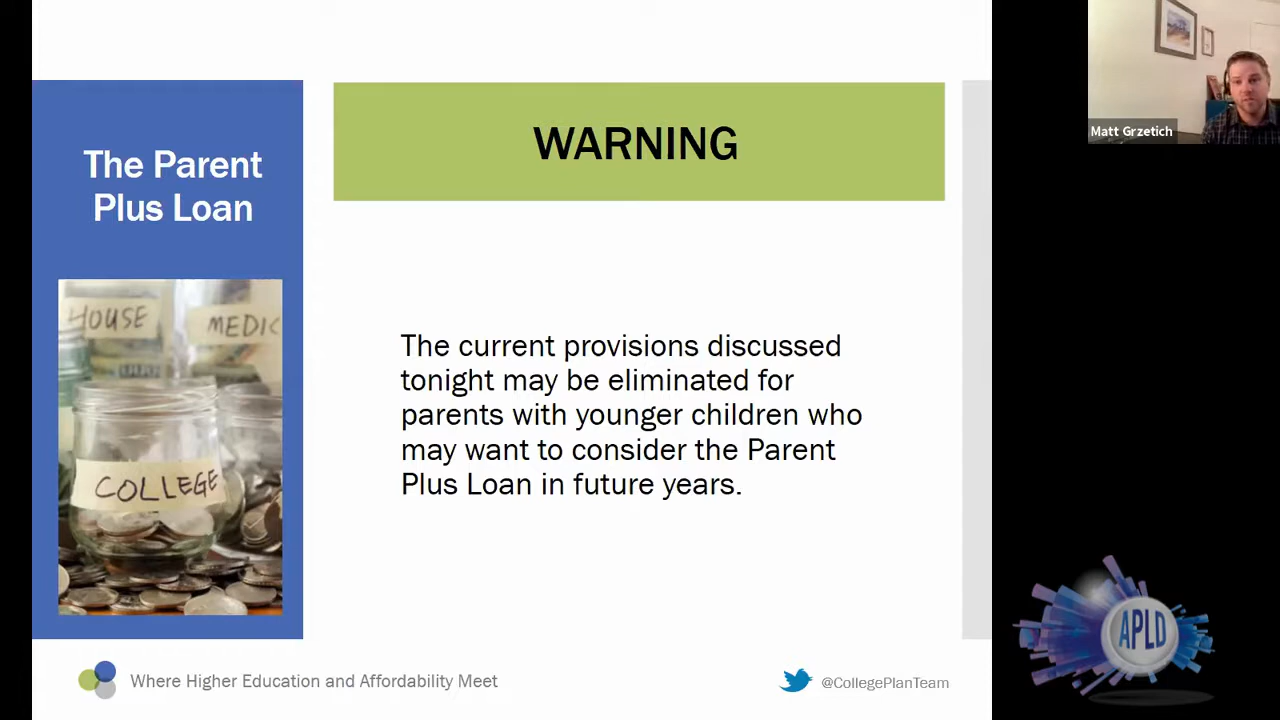 The Parent
Plus Loan
WARNING
Matt Grzetich
HOUSE
MEDIC
COLLEGE
The current provisions discussed
tonight may be eliminated for
parents with younger children who
may want to consider the Parent
Plus Loan in future years.
Where Higher Education and Affordability Meet
@CollegePlanTeam
APLD